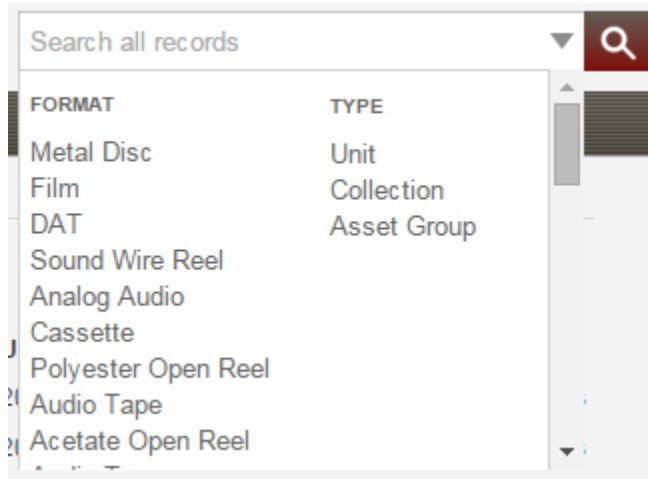 Search all records
FORMAT
Metal Disc
Film
DAT
Sound Wire Reel
Analog Audio
Cassette
Polyester Open Reel
Audio Tape
Acetate Open Reel
TYPE
Unit
Collection
Asset Group